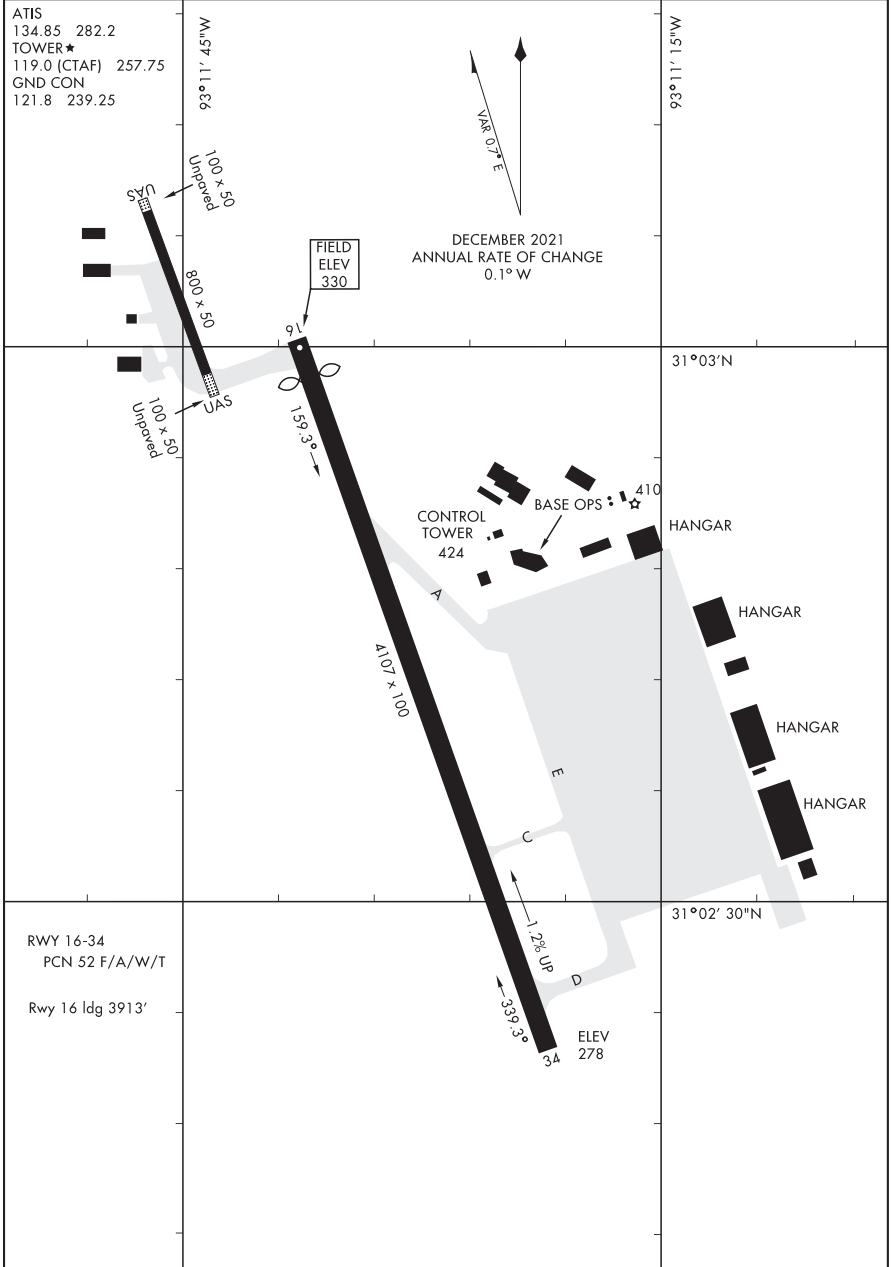 ATIS
134.85 282.2
TOWER★
119.0 (CTAF) 257.75
GND CON
121.8 239.25
93°11' 45"W
93°11' 15"W
VAR 0.7° E
DECEMBER 2021
ANNUAL RATE OF CHANGE
0.1° W
100 x 50
Unpaved
UAS
800 x 50
FIELD
ELEV
330
16
31°03'N
UAS
100 x 50
Unpaved
159.3°
CONTROL
TOWER
424
BASE OPS
410
HANGAR
A
HANGAR
4107 x 100
HANGAR
E
HANGAR
C
31°02' 30"N
RWY 16-34
PCN 52 F/A/W/T
Rwy 16 ldg 3913'
1.2% UP
D
339.3°
34
ELEV
278